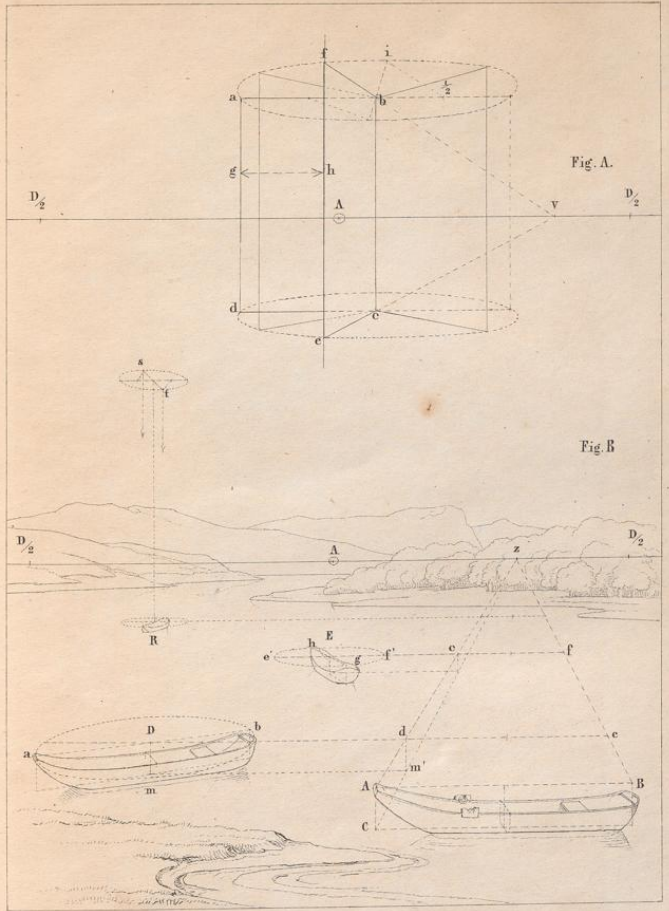 f i
a b 1/2
g h Fig. A.
D/2 A V D/2
d c
e
s
t
Fig. B
D/2 A z D/2
R
h E
e' g f' e f
D b d e
a m m'
A B
C